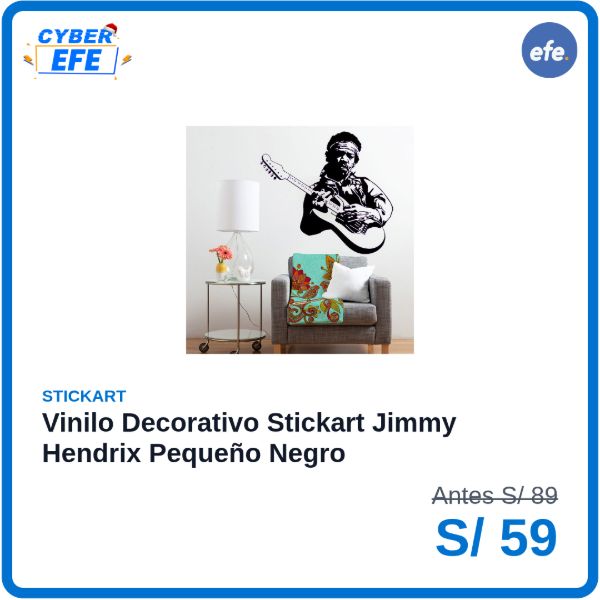 CYBER
EFE
efe.
STICKART
Vinilo Decorativo Stickart Jimmy
Hendrix Pequeño Negro
Antes S/ 89
S/ 59